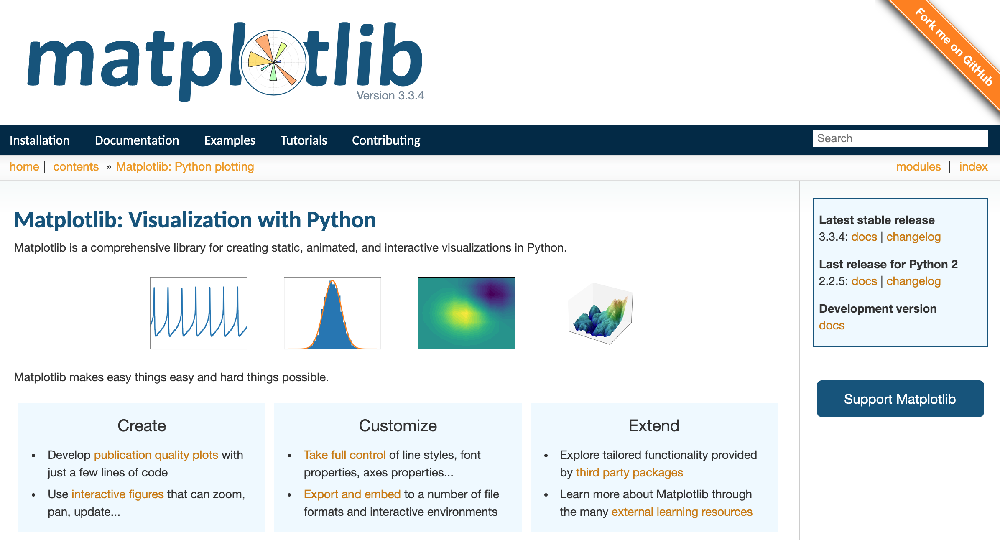 matplotlib
Version 3.3.4
Fork me on GitHub
Installation Documentation Examples Tutorials Contributing Search
home | contents » Matplotlib: Python plotting modules | index
Matplotlib: Visualization with Python
Matplotlib is a comprehensive library for creating static, animated, and interactive visualizations in Python.
Matplotlib makes easy things easy and hard things possible.
Create
• Develop publication quality plots with
just a few lines of code
• Use interactive figures that can zoom,
pan, update...
Customize
• Take full control of line styles, font
properties, axes properties...
• Export and embed to a number of file
formats and interactive environments
Extend
• Explore tailored functionality provided
by third party packages
• Learn more about Matplotlib through
the many external learning resources
Latest stable release
3.3.4: docs | changelog
Last release for Python 2
2.2.5: docs | changelog
Development version
docs
Support Matplotlib